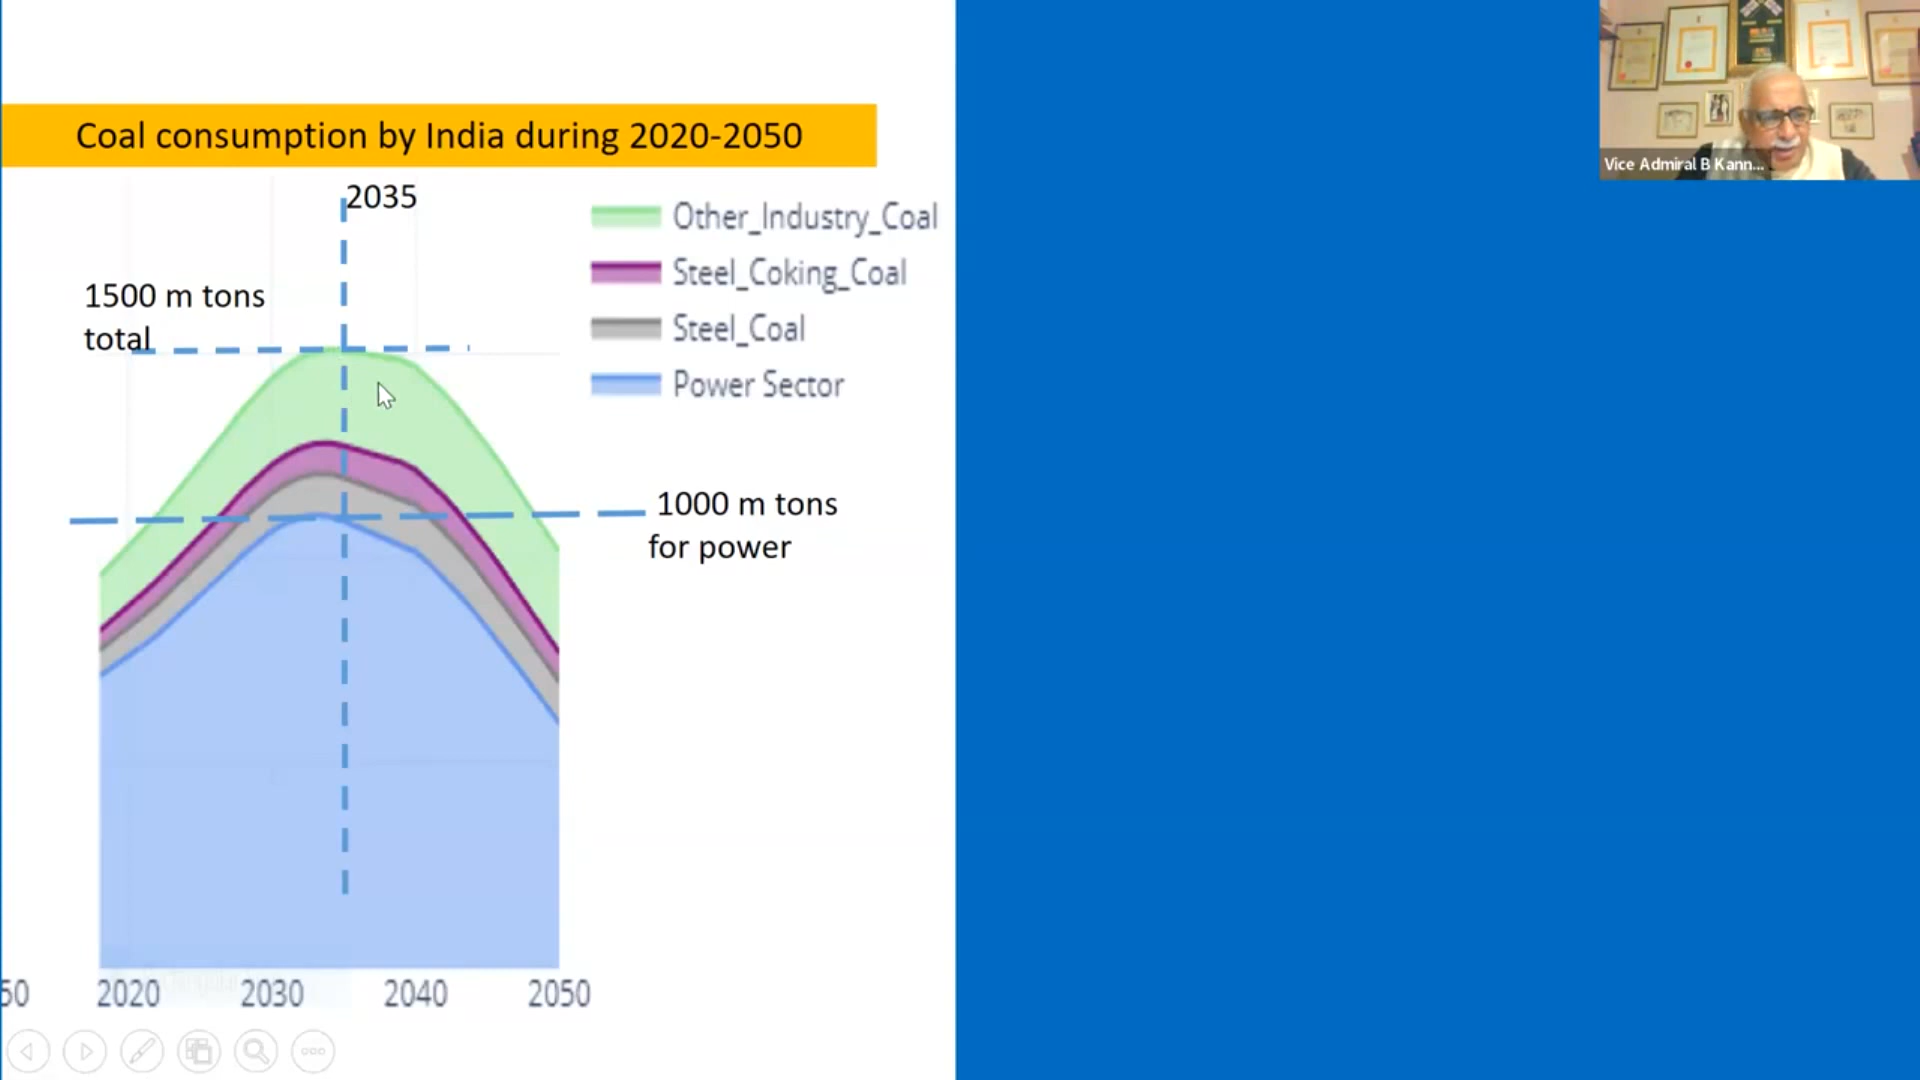 Coal consumption by India during 2020-2050
2035
1500 m tons
total
Other_Industry_Coal
Steel_Coking_Coal
Steel_Coal
Power Sector
1000 m tons
for power
50 2020 2030 2040 2050
Vice Admiral B Kann...